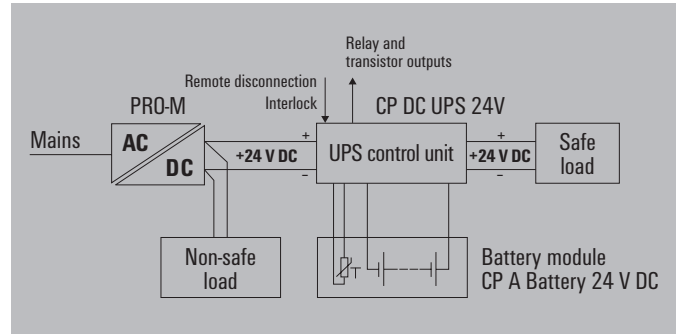 Relay and
transistor outputs
Remote disconnection
Interlock
PRO-M
CP DC UPS 24V
Mains
AC
DC
+
+24 V DC
–
UPS control unit
+
+24 V DC
–
Safe
load
Non-safe
load
T
Battery module
CP A Battery 24 V DC